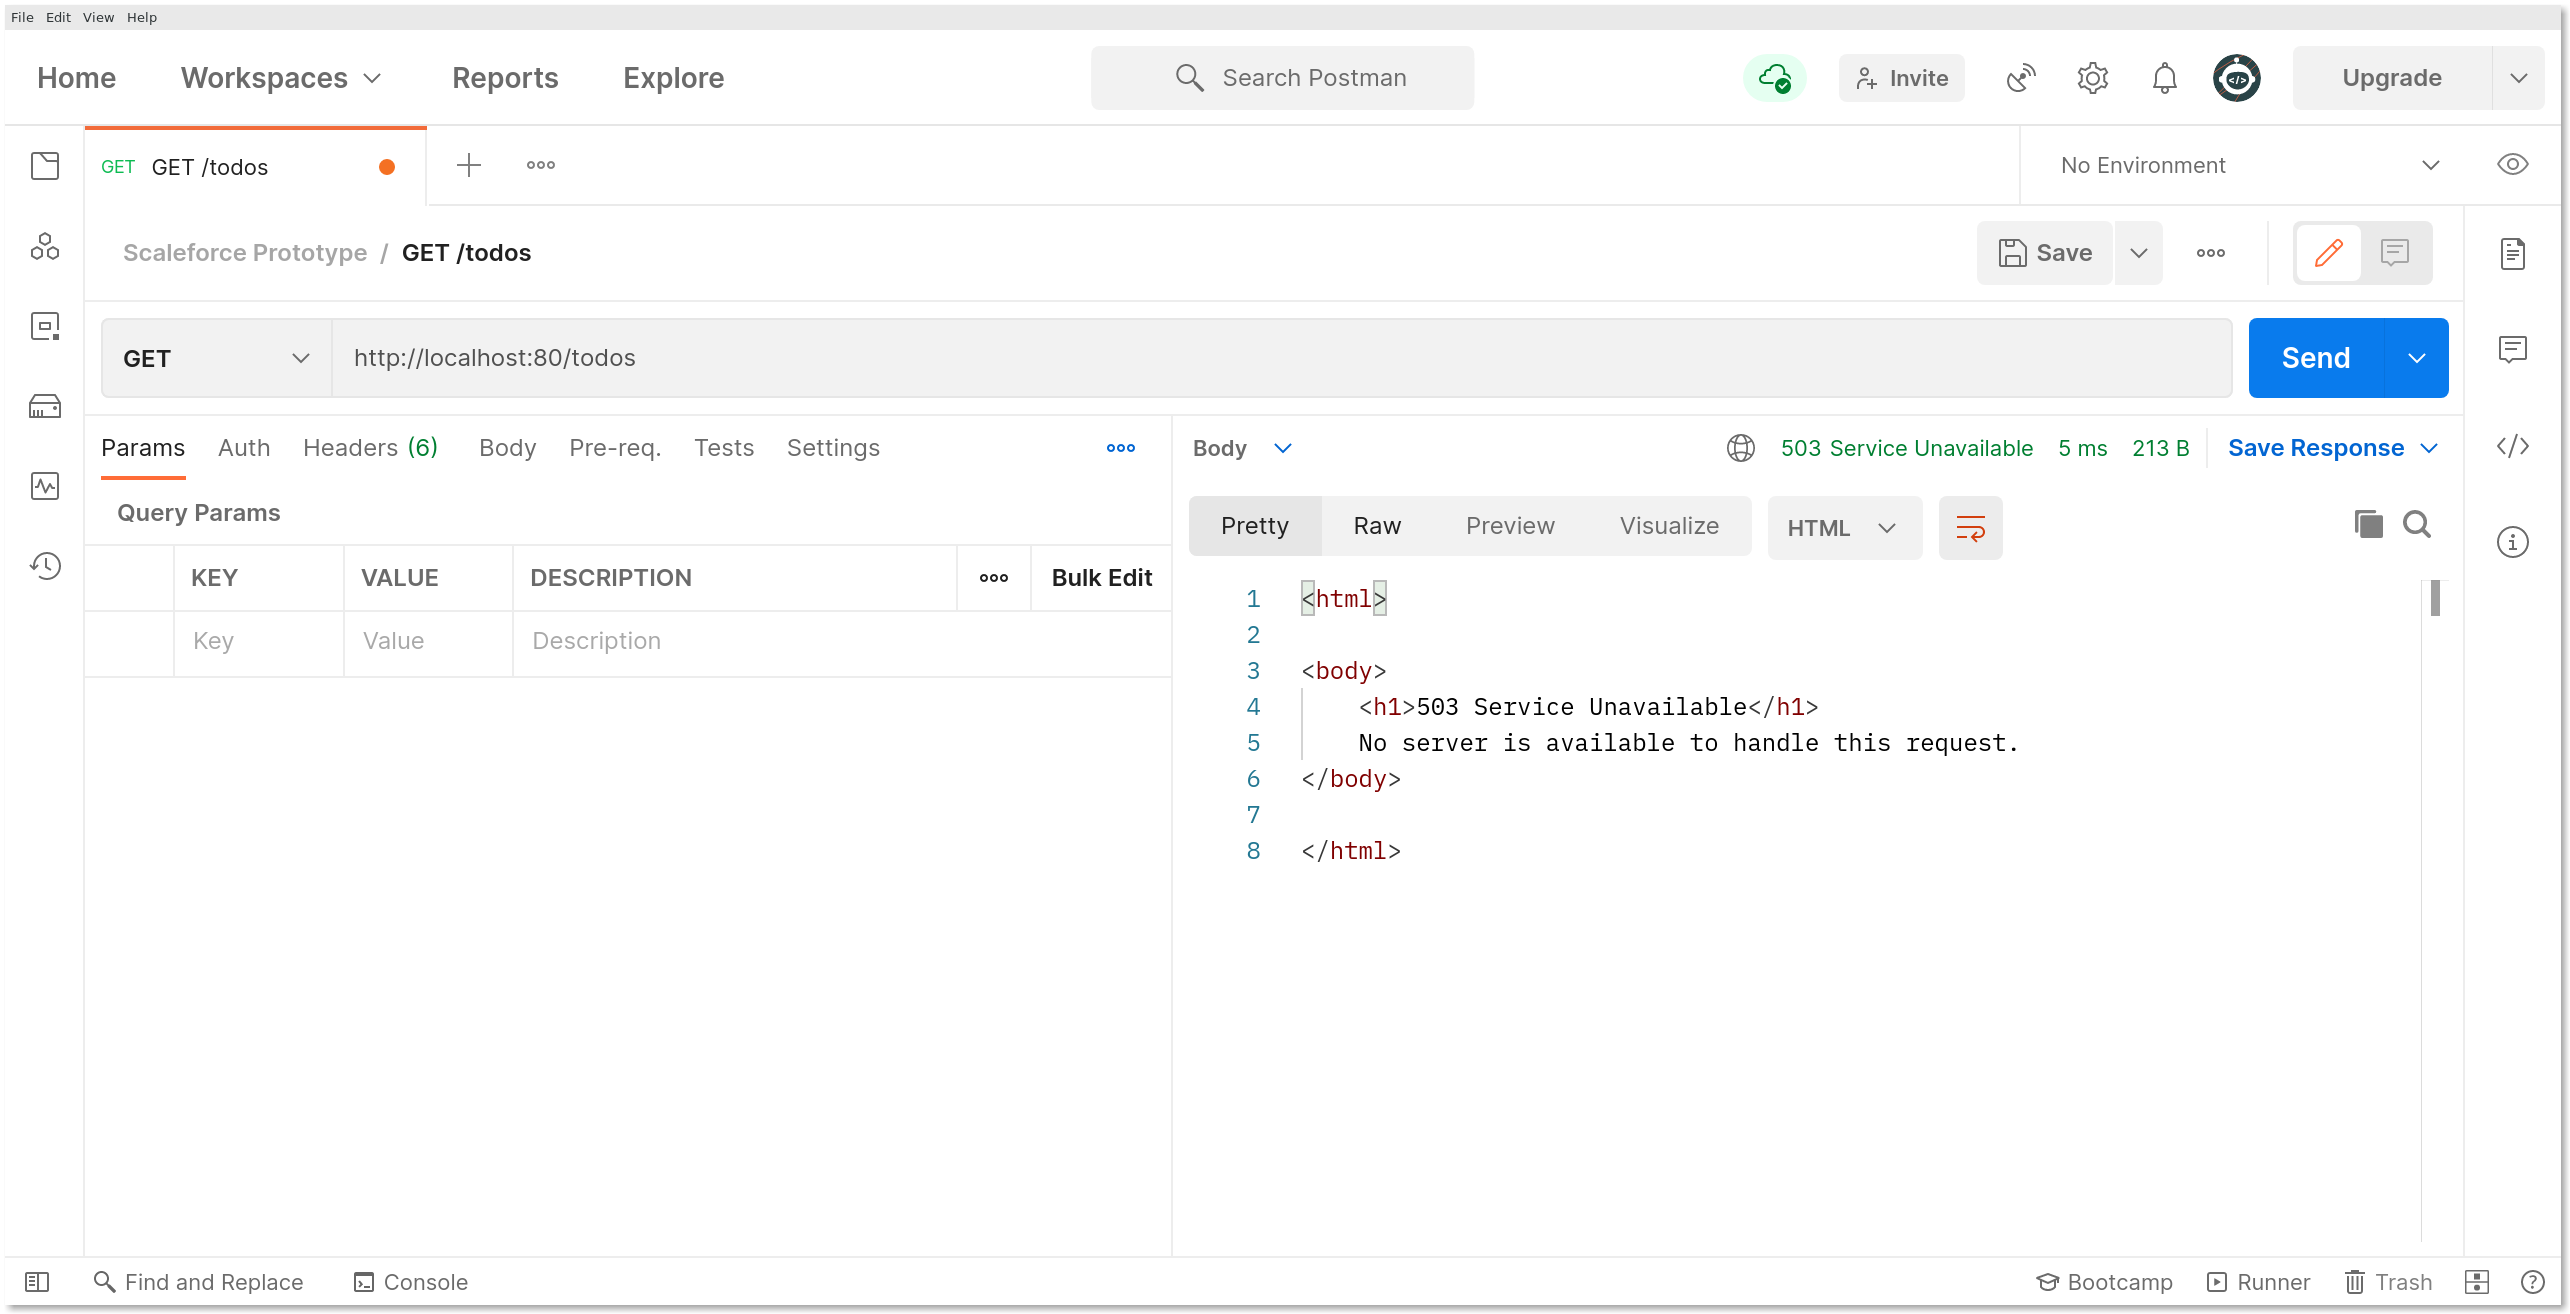 File Edit View Help
Home Workspaces Reports Explore Search Postman Invite Upgrade
GET GET /todos No Environment
Scaleforce Prototype / GET /todos Save
GET http://localhost:80/todos Send
Params Auth Headers (6) Body Pre-req. Tests Settings
Body 503 Service Unavailable 5 ms 213 B Save Response
Query Params
Pretty Raw Preview Visualize HTML
KEY VALUE DESCRIPTION Bulk Edit
Key Value Description
1 <html>
2
3 <body>
4 <h1>503 Service Unavailable</h1>
5 No server is available to handle this request.
6 </body>
7
8 </html>
Find and Replace Console Bootcamp Runner Trash